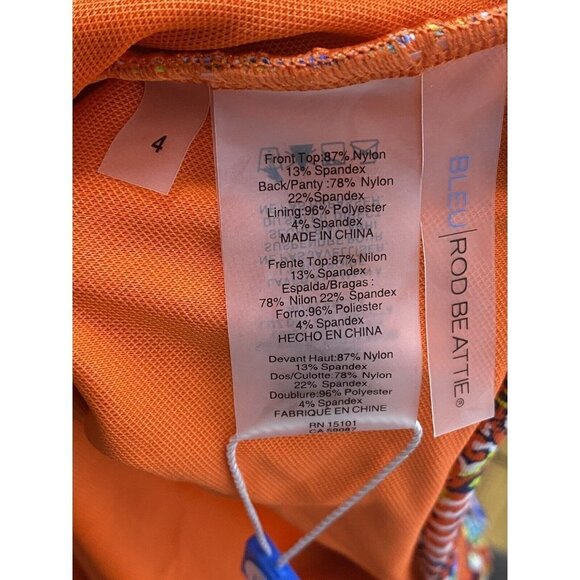 4
Front Top:87% Nylon
13% Spandex
Back/Panty:78% Nylon
22%Spandex
Lining:96% Polyester
4% Spandex
MADE IN CHINA
Frente Top:87% Nilon
13% Spandex
Espalda/Bragas :
78% Nilon 22% Spandex
Forro:96% Poliester
4% Spandex
HECHO EN CHINA
Devant Haut:87% Nylon
13% Spandex
Dos/Culotte:78% Nylon
22% Spandex
Doublure:96% Polyester
4% Spandex
FABRIQUÉ EN CHINE
RN 15101
CA 59087
BLEU|ROD BEATTIE®